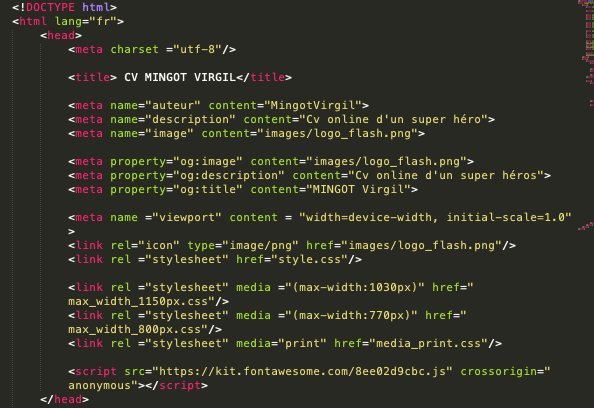 <!DOCTYPE html>
<html lang="fr">
<head>
<meta charset ="utf-8"/>
<title> CV MINGOT VIRGIL</title>
<meta name="auteur" content="MingotVirgil">
<meta name="description" content="Cv online d'un super héro">
<meta name="image" content="images/logo_flash.png">
<meta property="og:image" content="images/logo_flash.png">
<meta property="og:description" content="Cv online d'un super héros">
<meta property="og:title" content="MINGOT Virgil">
<meta name ="viewport" content = "width=device-width, initial-scale=1.0"
>
<link rel="icon" type="image/png" href="images/logo_flash.png"/>
<link rel ="stylesheet" href="style.css"/>
<link rel ="stylesheet" media ="(max-width:1030px)" href="
max_width_1150px.css"/>
<link rel ="stylesheet" media ="(max-width:770px)" href="
max_width_800px.css"/>
<link rel ="stylesheet" media="print" href="media_print.css"/>
<script src="https://kit.fontawesome.com/8ee02d9cbc.js" crossorigin="
anonymous"></script>
</head>